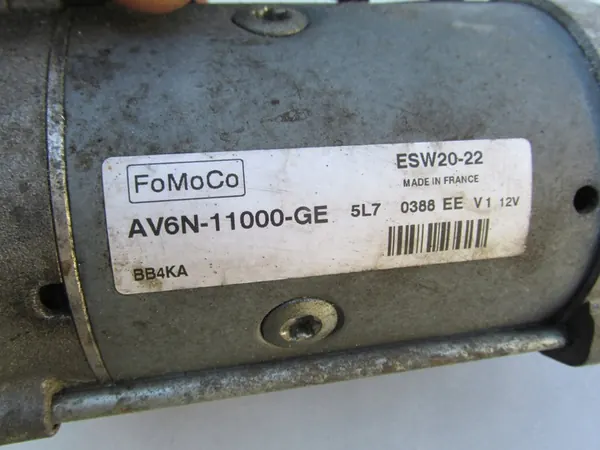 FoMoCo
ESW20-22
MADE IN FRANCE
AV6N-11000-GE 5L7 0388 EE V1 12V
BB4KA